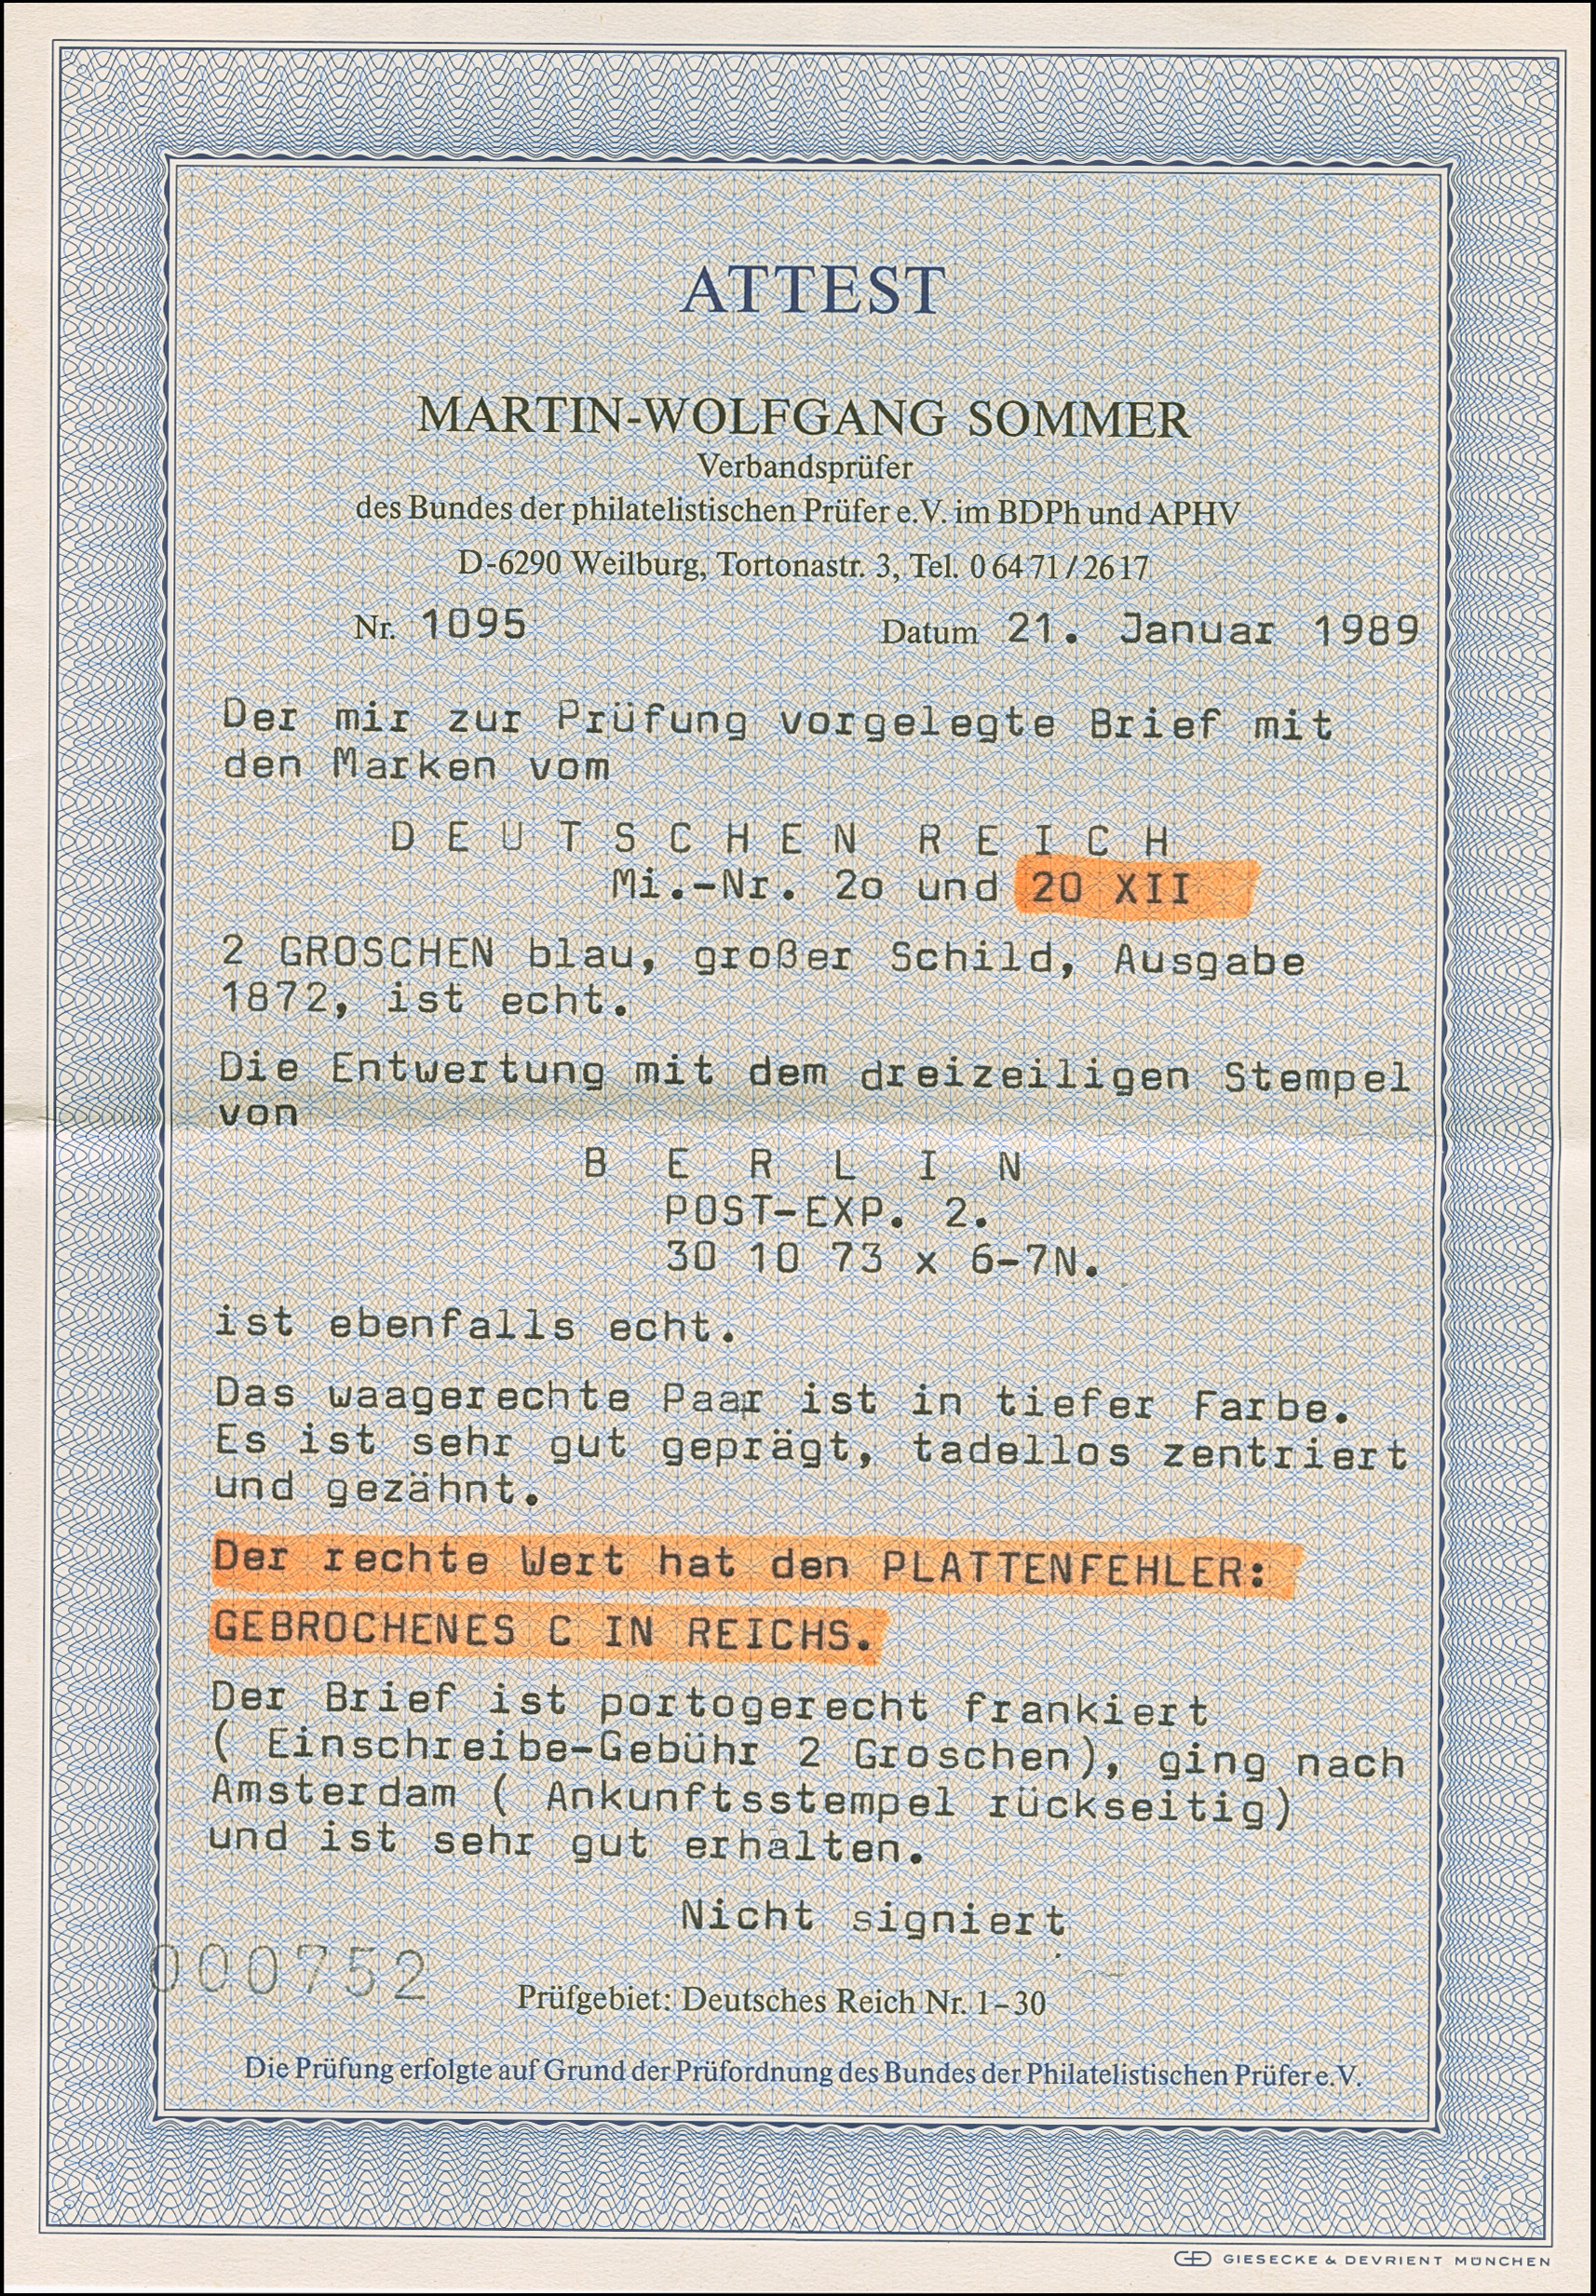 ATTEST
MARTIN-WOLFGANG SOMMER
Verbandsprüfer
des Bundes der philatelistischen Prüfer e.V. im BDPh und APHV
D-6290 Weilburg, Tortonastr. 3, Tel. 0 64 71 / 26 17
Nr. 1095 Datum 21. Januar 1989
Der mir zur Prüfung vorgelegte Brief mit
den Marken vom
D E U T S C H E N R E I C H
Mi.-Nr. 2o und 20 XII
2 GROSCHEN blau, großer Schild, Ausgabe
1872, ist echt.
Die Entwertung mit dem dreizeiligen Stempel
von
B E R L I N
POST-EXP. 2.
30 10 73 x 6-7N.
ist ebenfalls echt.
Das waagerechte Paar ist in tiefer Farbe.
Es ist sehr gut geprägt, tadellos zentriert
und gezähnt.
Der rechte Wert hat den PLATTENFEHLER:
GEBROCHENES C IN REICHS.
Der Brief ist portogerecht frankiert
( Einschreibe-Gebühr 2 Groschen), ging nach
Amsterdam ( Ankunftsstempel rückseitig)
und ist sehr gut erhalten.
Nicht signiert
000752
Prüfgebiet: Deutsches Reich Nr. 1–30
Die Prüfung erfolgte auf Grund der Prüfordnung des Bundes der Philatelistischen Prüfer e.V.
GIESECKE & DEVRIENT MÜNCHEN